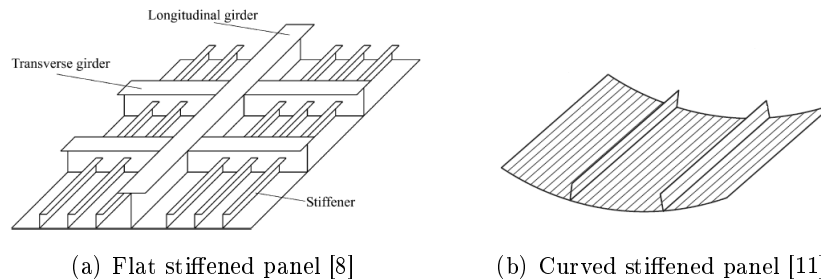 Longitudinal girder
Transverse girder
Stiffener
(a) Flat stiffened panel [8]
(b) Curved stiffened panel [11]